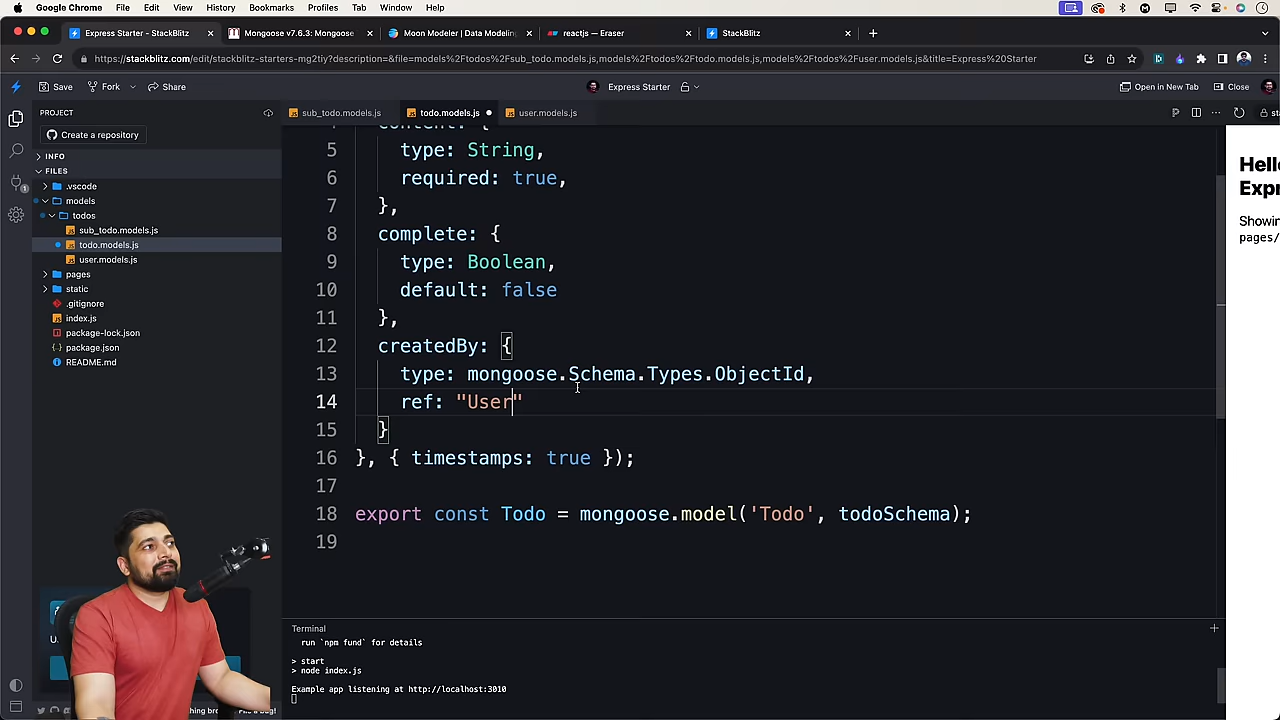 Google Chrome File Edit View History Bookmarks Profiles Tab Window Help
Express Starter - StackBlitz
Mongoose v7.6.3: Mongoose
Moon Modeler | Data Modeling
reactjs — Eraser
StackBlitz
https://stackblitz.com/edit/stackblitz-starters-mg2tiy?description=&file=models%2Ftodos%2Fsub_todo.models.js,models%2Ftodos%2Ftodo.models.js,models%2Ftodos%2Fuser.models.js&title=Express%20Starter
Save Fork Share
Express Starter
Open in New Tab
Close
PROJECT
sub_todo.models.js
todo.models.js
user.models.js
Create a repository
INFO
FILES
.vscode
models
todos
sub_todo.models.js
todo.models.js
user.models.js
pages
static
.gitignore
index.js
package-lock.json
package.json
README.md
content: {
5 type: String,
6 required: true,
7 },
8 complete: {
9 type: Boolean,
10 default: false
11 },
12 createdBy: {
13 type: mongoose.Schema.Types.ObjectId,
14 ref: "User"
15 }
16 }, { timestamps: true });
17
18 export const Todo = mongoose.model('Todo', todoSchema);
19
Hell
Expr
Showin
pages/
Terminal
run `npm fund` for details
> start
> node index.js
Example app listening at http://localhost:3010